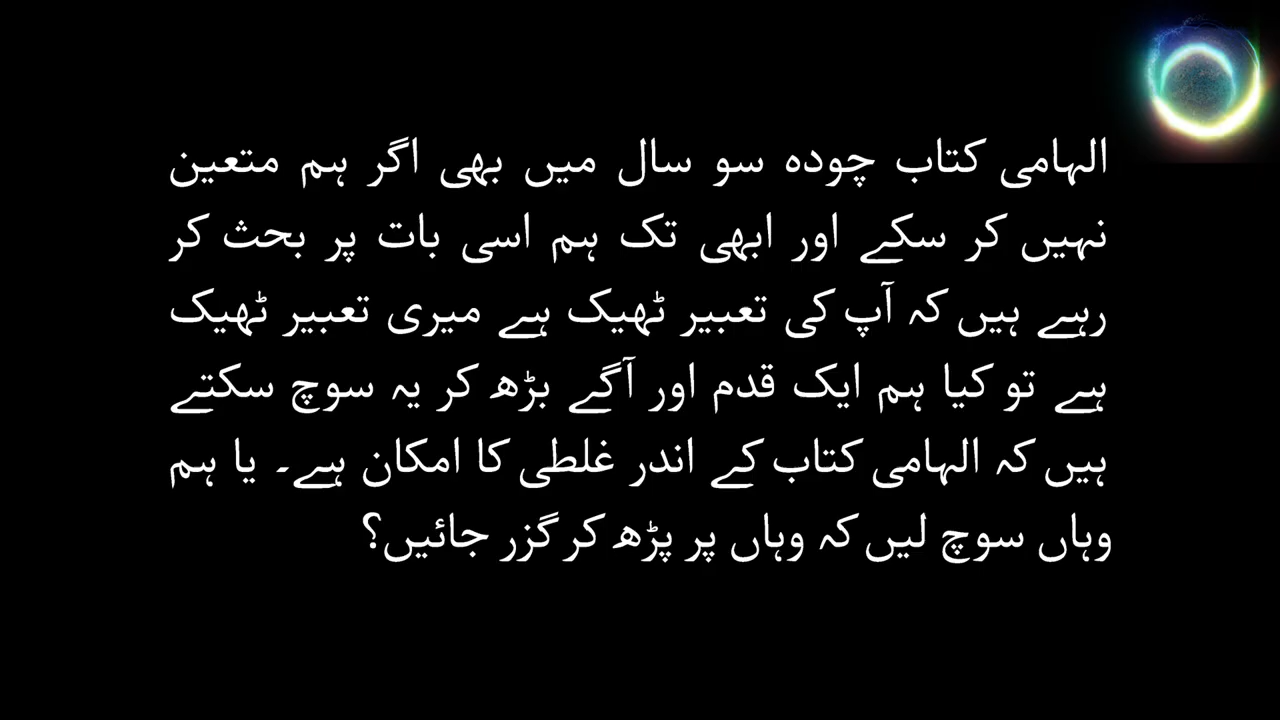 الہامی کتاب چودہ سو سال میں بھی اگر ہم متعین
نہیں کر سکے اور ابھی تک ہم اسی بات پر بحث کر
رہے ہیں کہ آپ کی تعبیر ٹھیک ہے میری تعبیر ٹھیک
ہے تو کیا ہم ایک قدم اور آگے بڑھ کر یہ سوچ سکتے
ہیں کہ الہامی کتاب کے اندر غلطی کا امکان ہے۔ یا ہم
وہاں سوچ لیں کہ وہاں پر پڑھ کر گزر جائیں؟